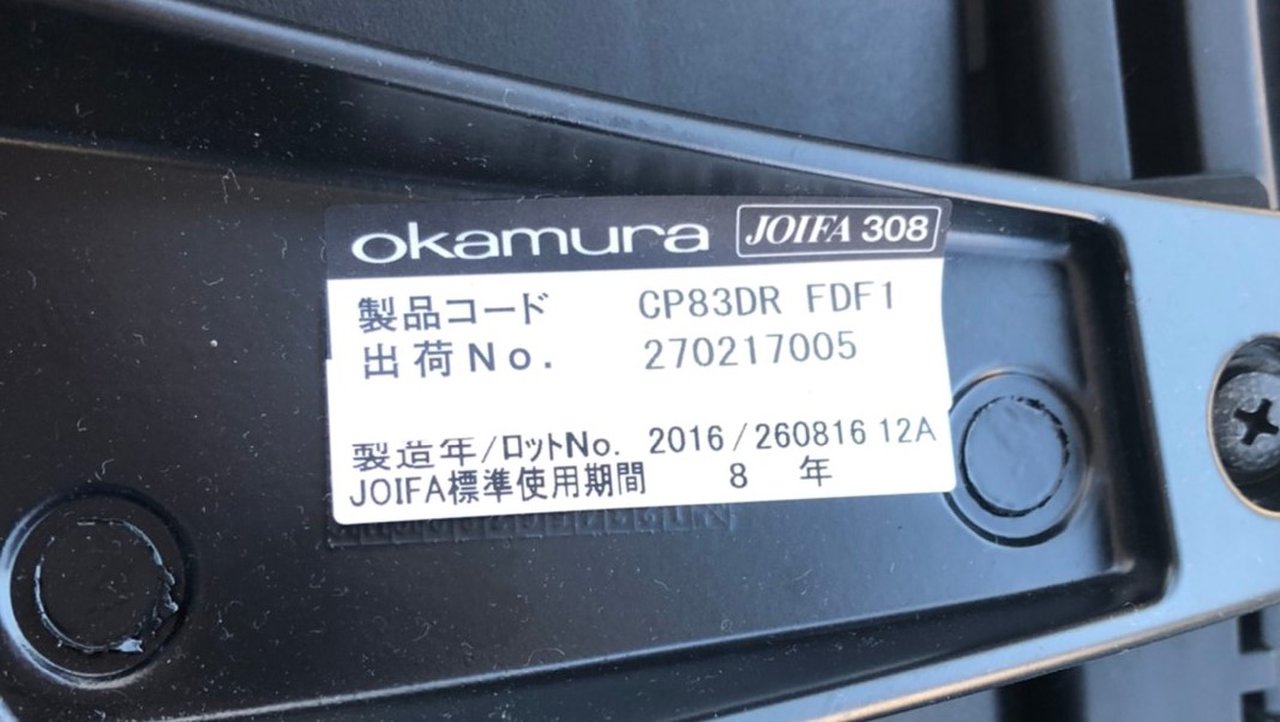 okamura JOIFA 308
製品コード CP83DR FDF1
出荷No. 270217005
製造年/ロットNo. 2016/260816 12A
JOIFA標準使用期間 8 年